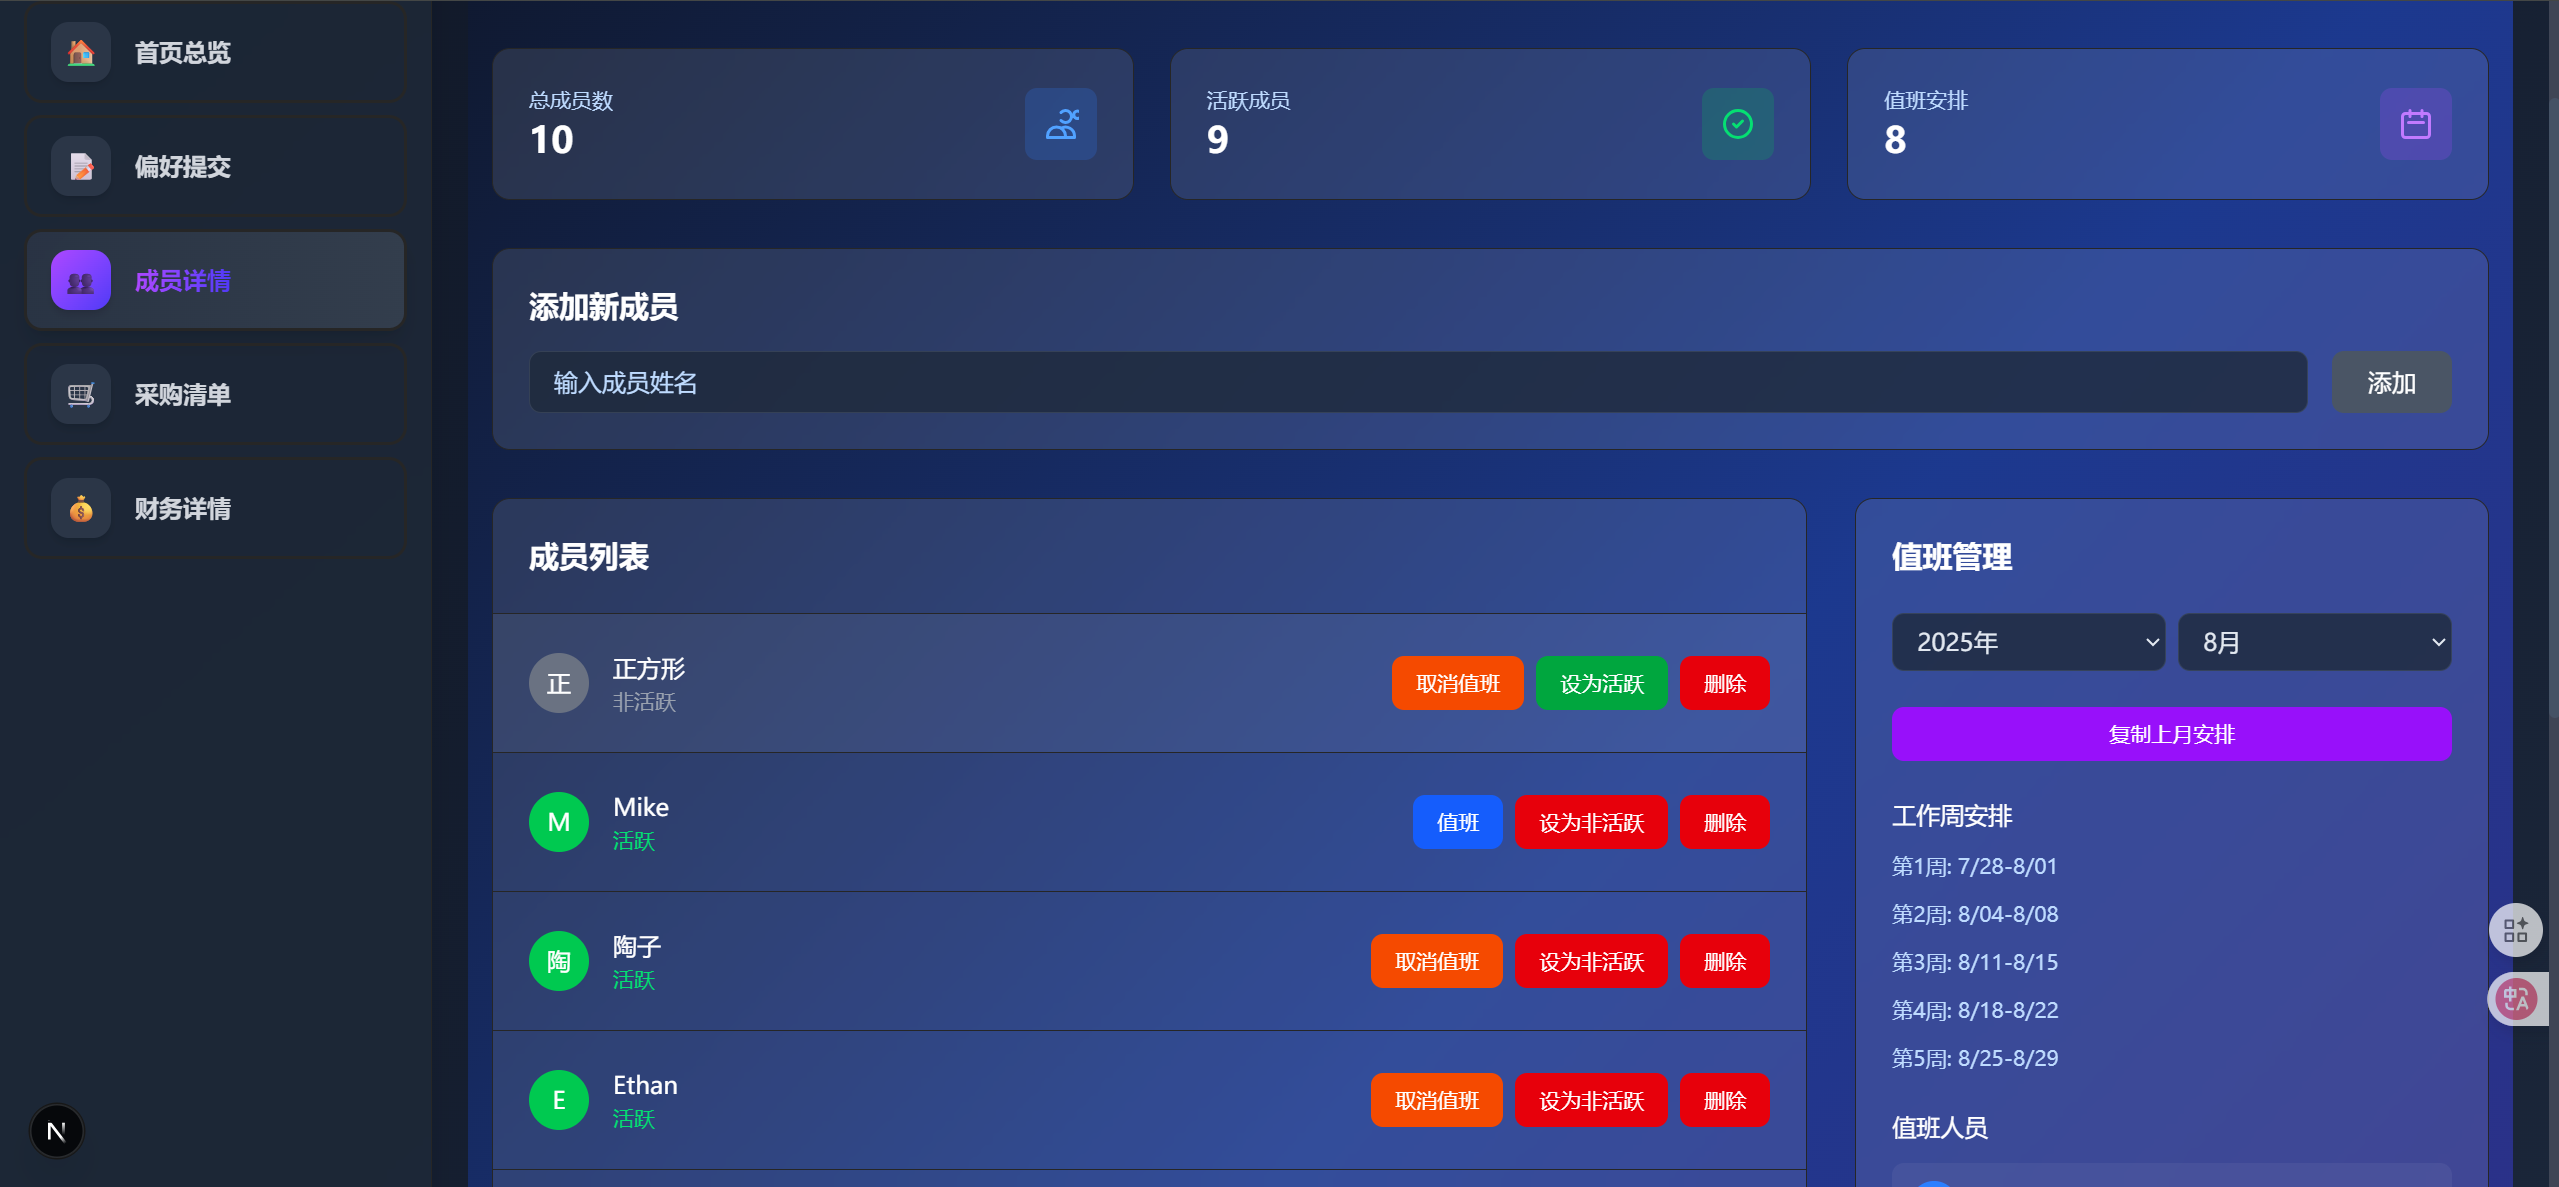 首页总览
偏好提交
成员详情
采购清单
财务详情
总成员数
10
活跃成员
9
值班安排
8
添加新成员
输入成员姓名
添加
成员列表
正
正方形
非活跃
取消值班
设为活跃
删除
M
Mike
活跃
值班
设为非活跃
删除
陶
陶子
活跃
取消值班
设为非活跃
删除
E
Ethan
活跃
取消值班
设为非活跃
删除
值班管理
2025年
8月
复制上月安排
工作周安排
第1周: 7/28-8/01
第2周: 8/04-8/08
第3周: 8/11-8/15
第4周: 8/18-8/22
第5周: 8/25-8/29
值班人员
N
中A